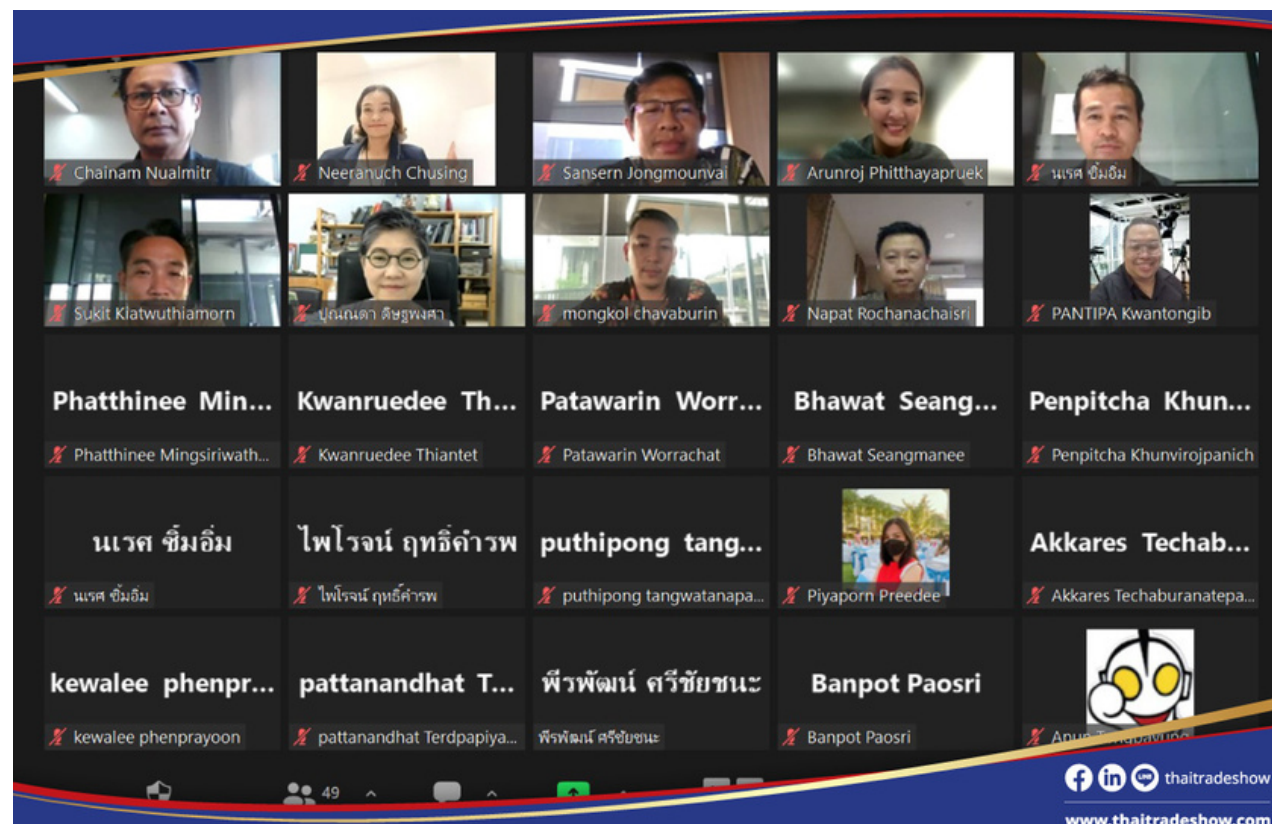 Chainam Nualmitr
Neeranuch Chusing
Sansern Jongmounvai
Arunroj Phitthayapruek
นเรศ ซิ้มอิ่ม
Sukit Kiatwuthiamorn
ปุณณดา ดิษฐพงศา
mongkol chavaburin
Napat Rochanachaisri
PANTIPA Kwantongib
Phatthinee Min...
Kwanruedee Th...
Patawarin Worr...
Bhawat Seang...
Penpitcha Khun...
Phatthinee Mingsiriwath...
Kwanruedee Thiantet
Patawarin Worrachat
Bhawat Seangmanee
Penpitcha Khunvirojpanich
นเรศ ซิ้มอิ่ม
ไพโรจน์ ฤทธิ์คำรพ
puthipong tang...
Akkares Techab...
นเรศ ซิ้มอิ่ม
ไพโรจน์ ฤทธิ์คำรพ
puthipong tangwatanapa...
Piyaporn Preedee
Akkares Techaburanatepa...
kewalee phenpr...
pattanandhat T...
พีรพัฒน์ ศรีชัยชนะ
Banpot Paosri
kewalee phenprayoon
pattanandhat Terdpapiya...
พีรพัฒน์ ศรีชัยชนะ
Banpot Paosri
49
thaitradeshow
www.thaitradeshow.com